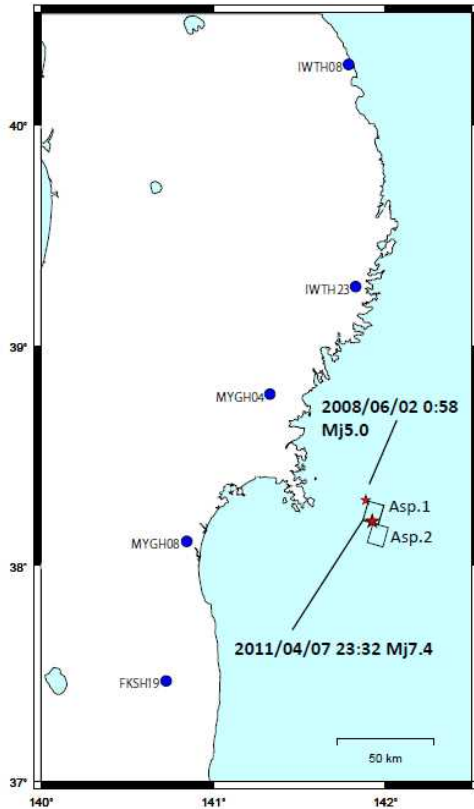 IWTH08
40°
IWTH23
39°
MYGH04
2008/06/02 0:58
Mj5.0
Asp.1
Asp.2
MYGH08
38°
2011/04/07 23:32 Mj7.4
FKSH19
50 km
37°
140°
141°
142°